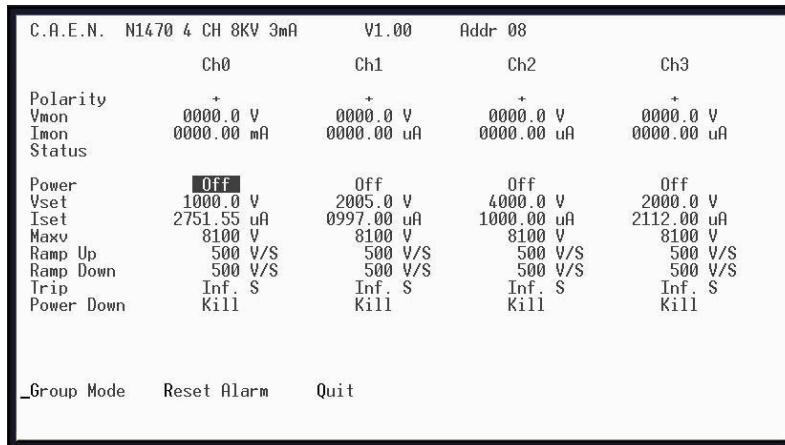 C.A.E.N. N1470 4 CH 8KV 3mA V1.00 Addr 08
Ch0 Ch1 Ch2 Ch3
Polarity + + + +
Vmon 0000.0 V 0000.0 V 0000.0 V 0000.0 V
Imon 0000.00 mA 0000.00 uA 0000.00 uA 0000.00 uA
Status
Power Off Off Off Off
Vset 1000.0 V 2005.0 V 4000.0 V 2000.0 V
Iset 2751.55 uA 0997.00 uA 1000.00 uA 2112.00 uA
Maxv 8100 V 8100 V 8100 V 8100 V
Ramp Up 500 V/S 500 V/S 500 V/S 500 V/S
Ramp Down 500 V/S 500 V/S 500 V/S 500 V/S
Trip Inf. S Inf. S Inf. S Inf. S
Power Down Kill Kill Kill Kill
_Group Mode Reset Alarm Quit